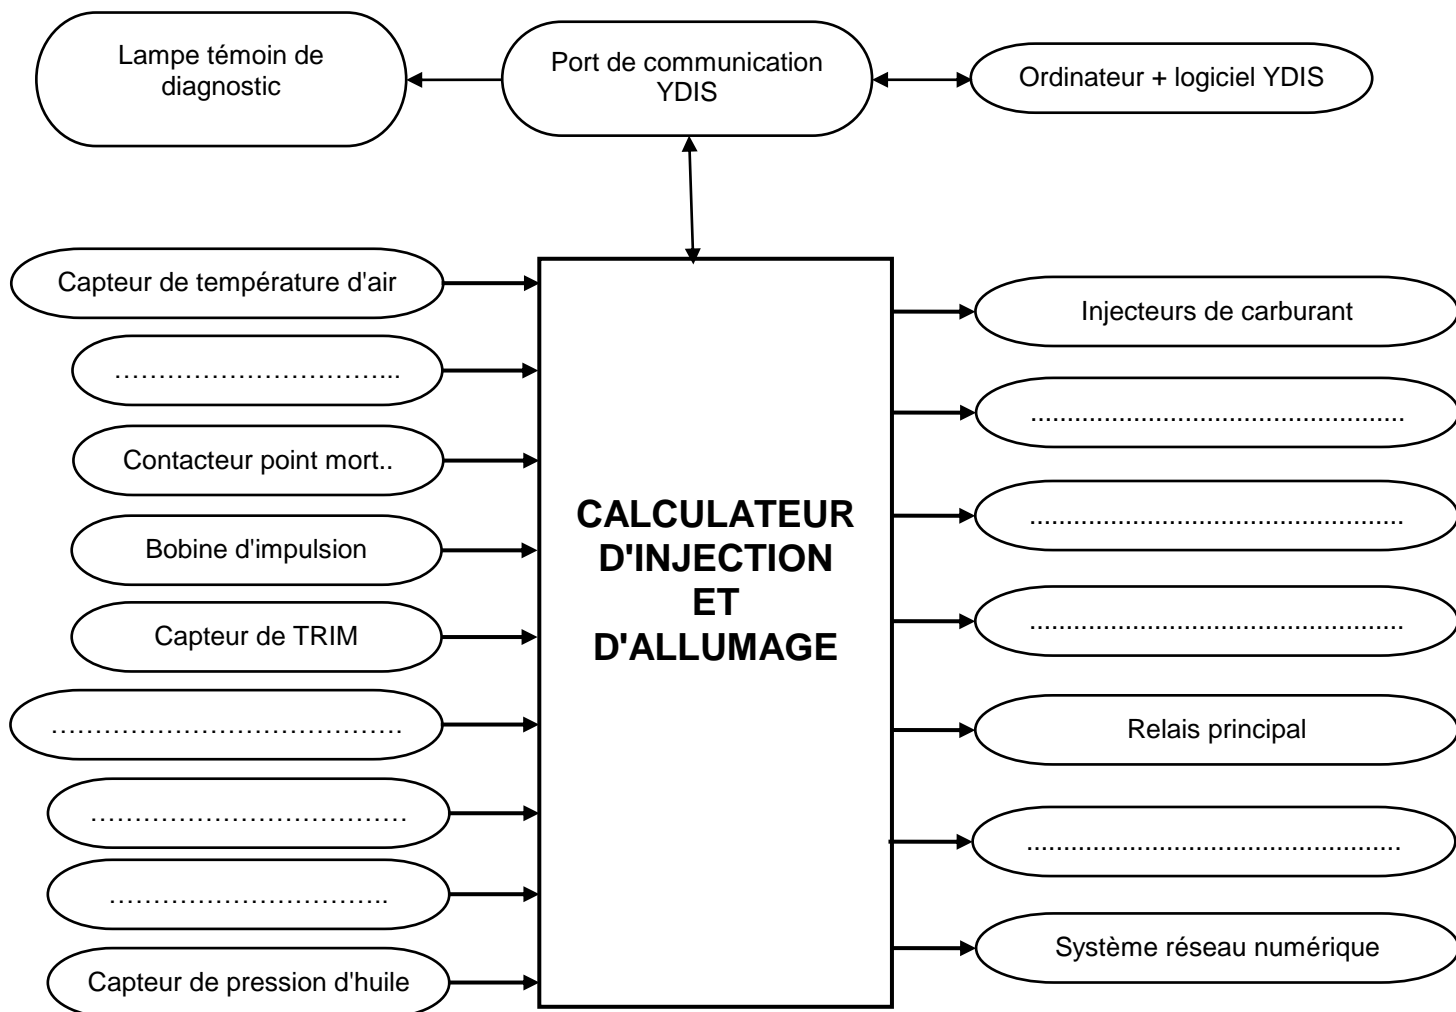 Lampe témoin de
diagnostic
Port de communication
YDIS
Ordinateur + logiciel YDIS
Capteur de température d'air
……………………………...
Contacteur point mort..
Bobine d'impulsion
Capteur de TRIM
………………………………….
………………………………
…………………………..
Capteur de pression d'huile
CALCULATEUR
D'INJECTION
ET
D'ALLUMAGE
Injecteurs de carburant
..................................................
..................................................
..................................................
Relais principal
..................................................
Système réseau numérique